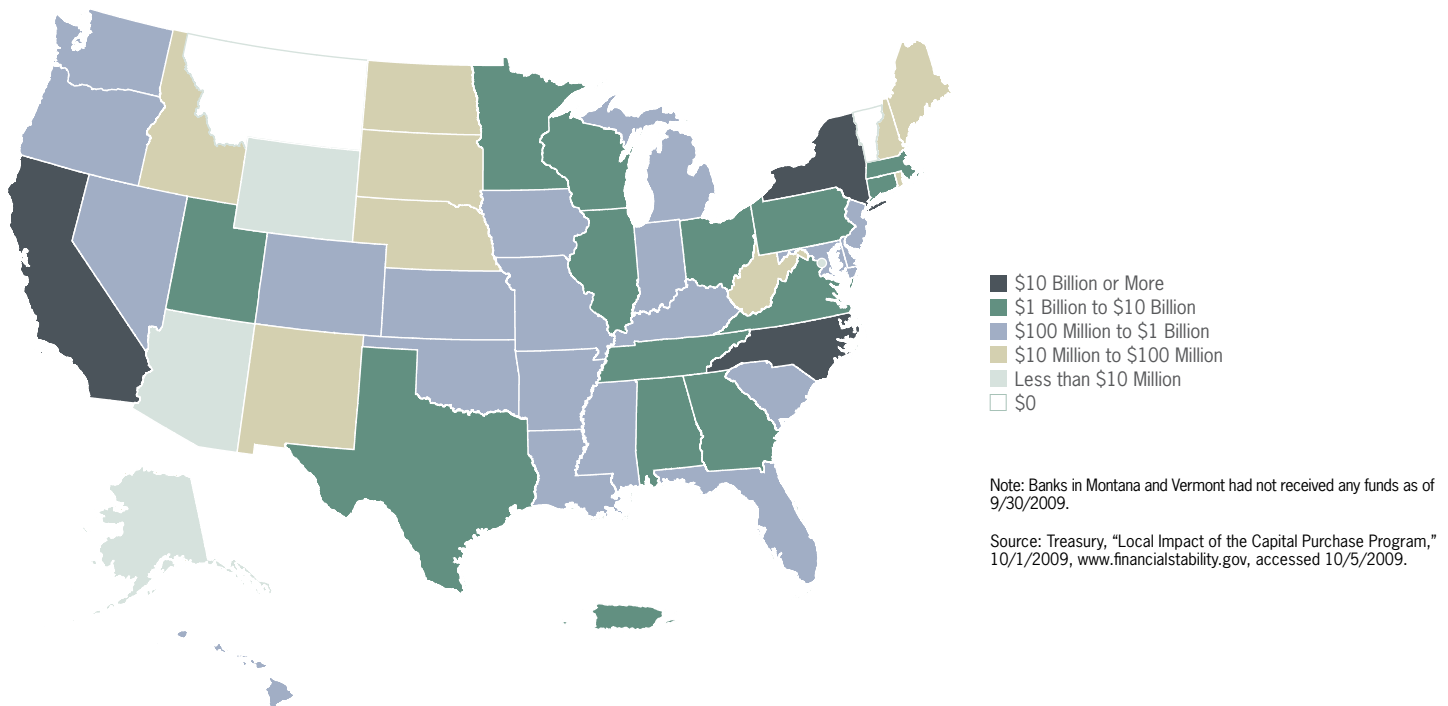 $10 Billion or More
$1 Billion to $10 Billion
$100 Million to $1 Billion
$10 Million to $100 Million
Less than $10 Million
$0
Note: Banks in Montana and Vermont had not received any funds as of
9/30/2009.
Source: Treasury, “Local Impact of the Capital Purchase Program,”
10/1/2009, www.financialstability.gov, accessed 10/5/2009.